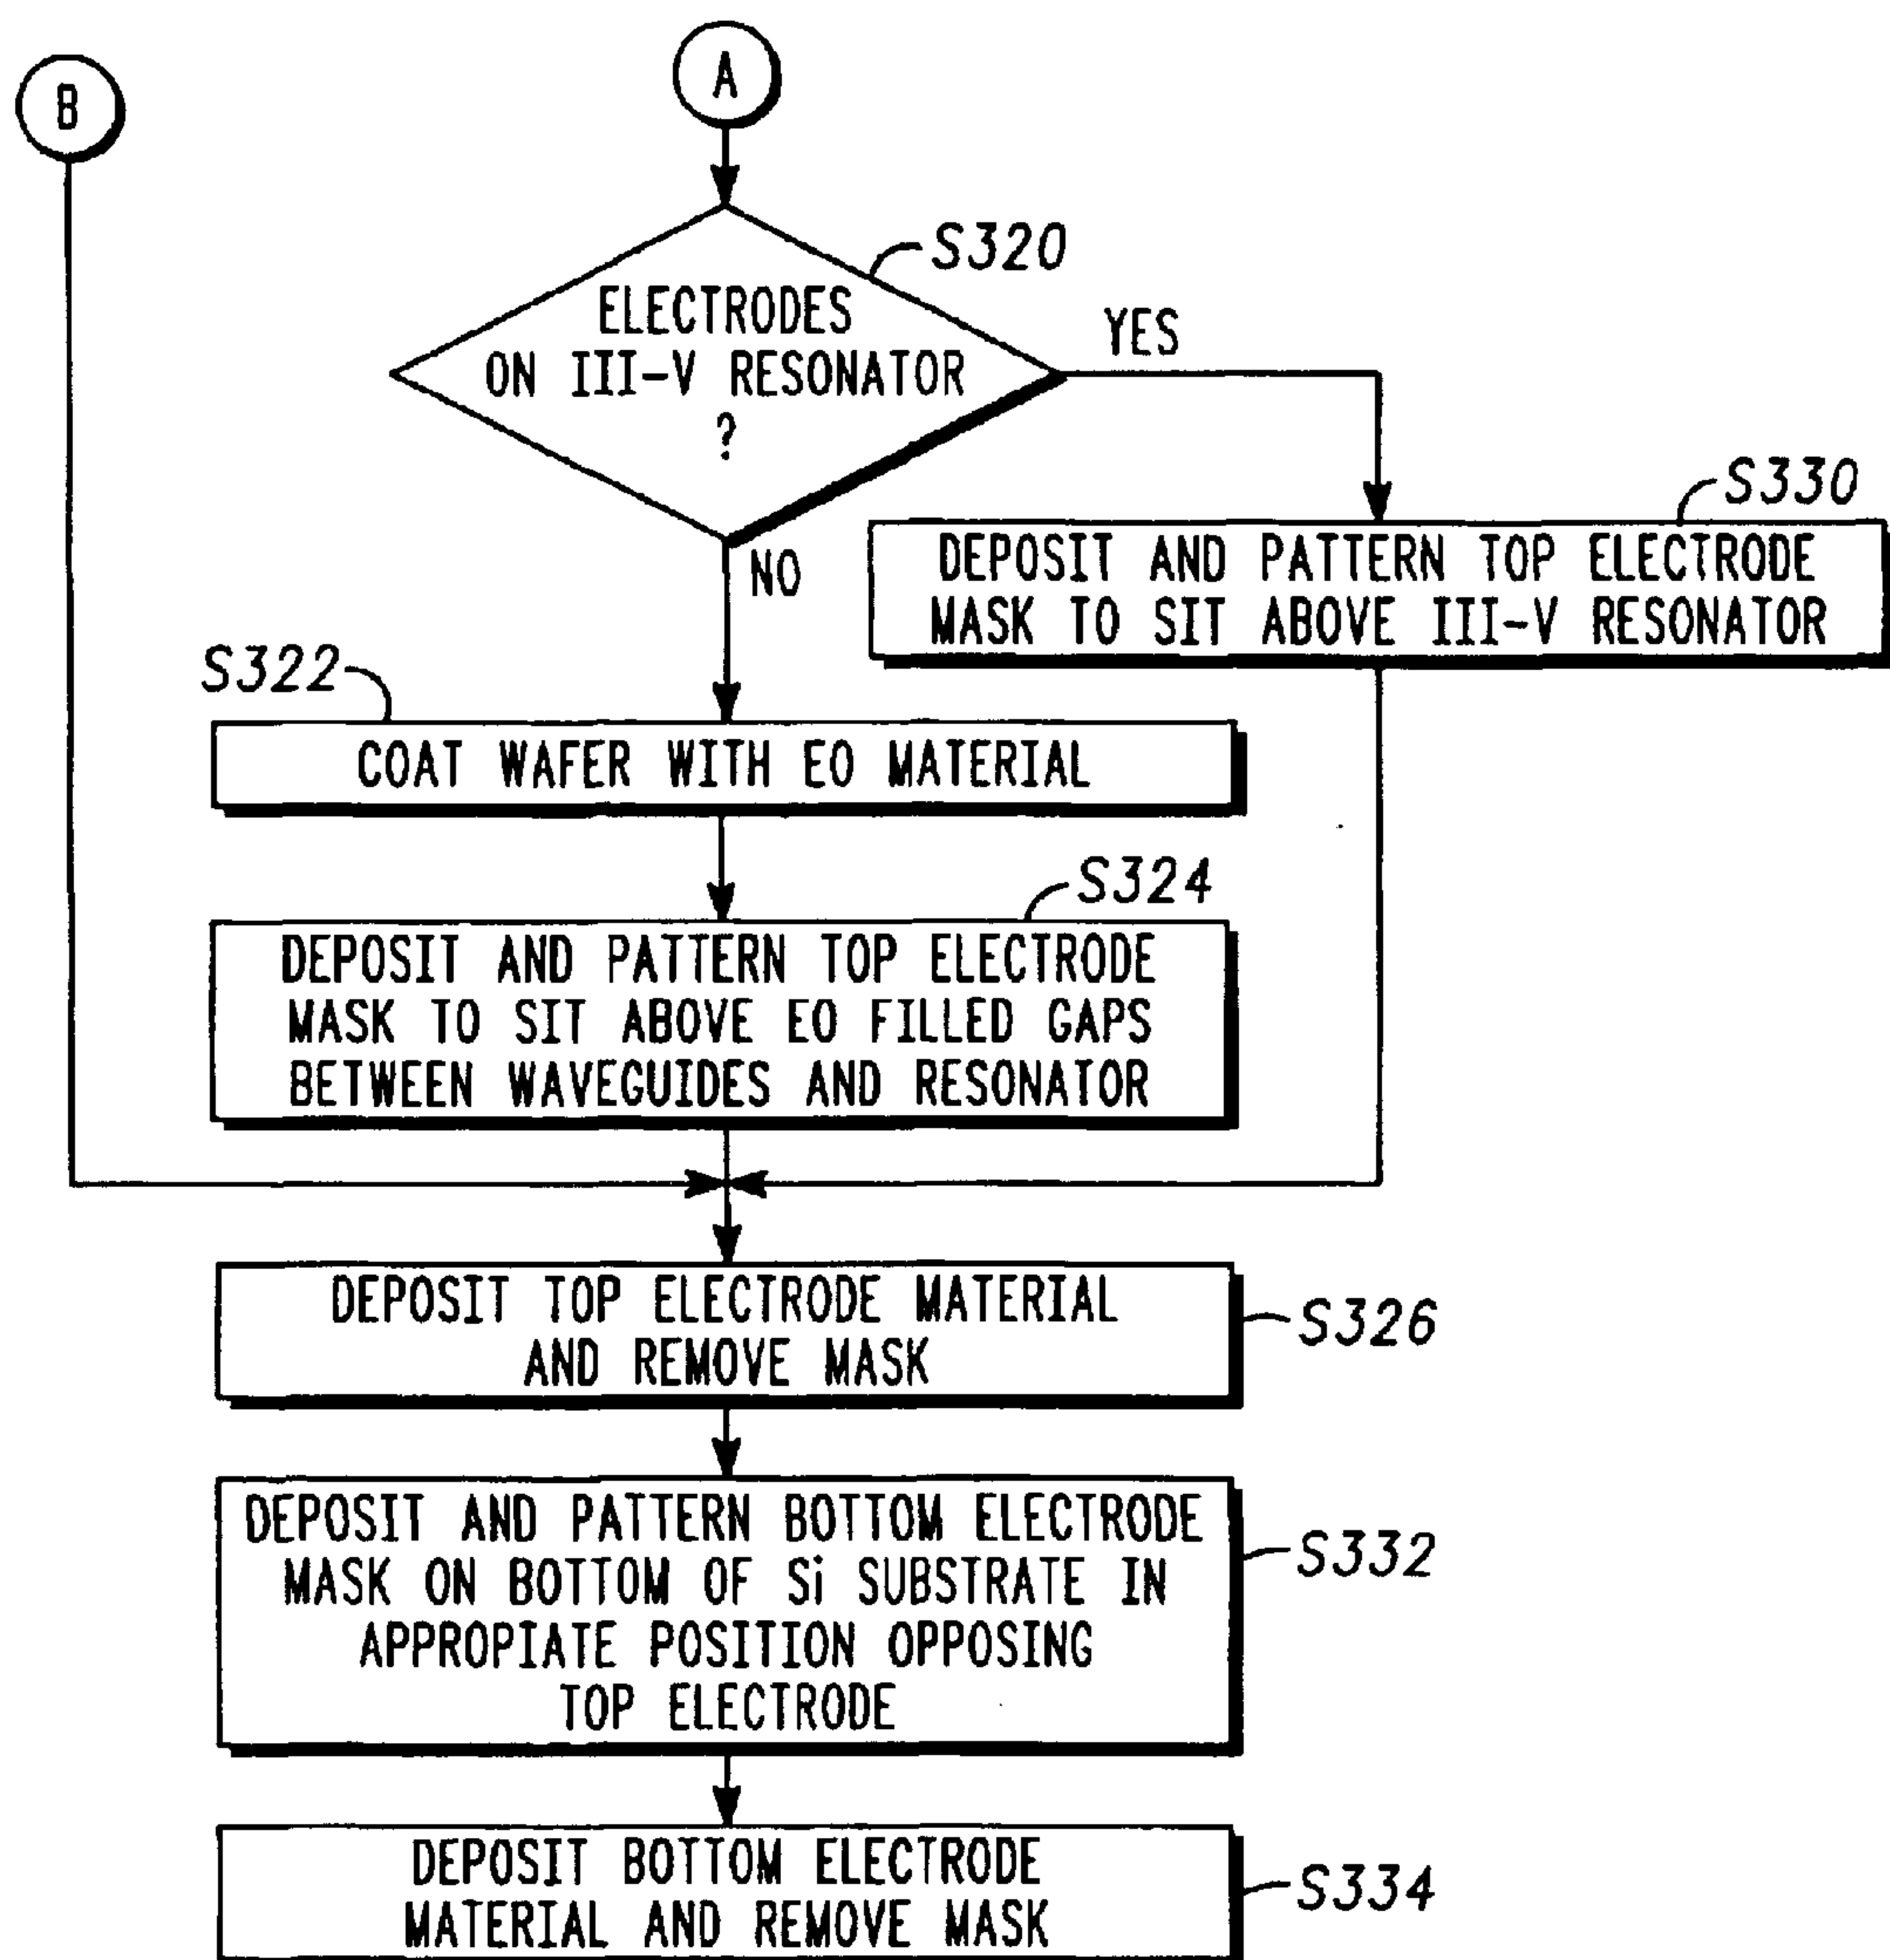 B
A
S320
ELECTRODES
ON III-V RESONATOR
?
YES
NO
S330
DEPOSIT AND PATTERN TOP ELECTRODE
MASK TO SIT ABOVE III-V RESONATOR
S322
COAT WAFER WITH EO MATERIAL
S324
DEPOSIT AND PATTERN TOP ELECTRODE
MASK TO SIT ABOVE EO FILLED GAPS
BETWEEN WAVEGUIDES AND RESONATOR
DEPOSIT TOP ELECTRODE MATERIAL
AND REMOVE MASK
S326
DEPOSIT AND PATTERN BOTTOM ELECTRODE
MASK ON BOTTOM OF Si SUBSTRATE IN
APPROPIATE POSITION OPPOSING
TOP ELECTRODE
S332
DEPOSIT BOTTOM ELECTRODE
MATERIAL AND REMOVE MASK
S334